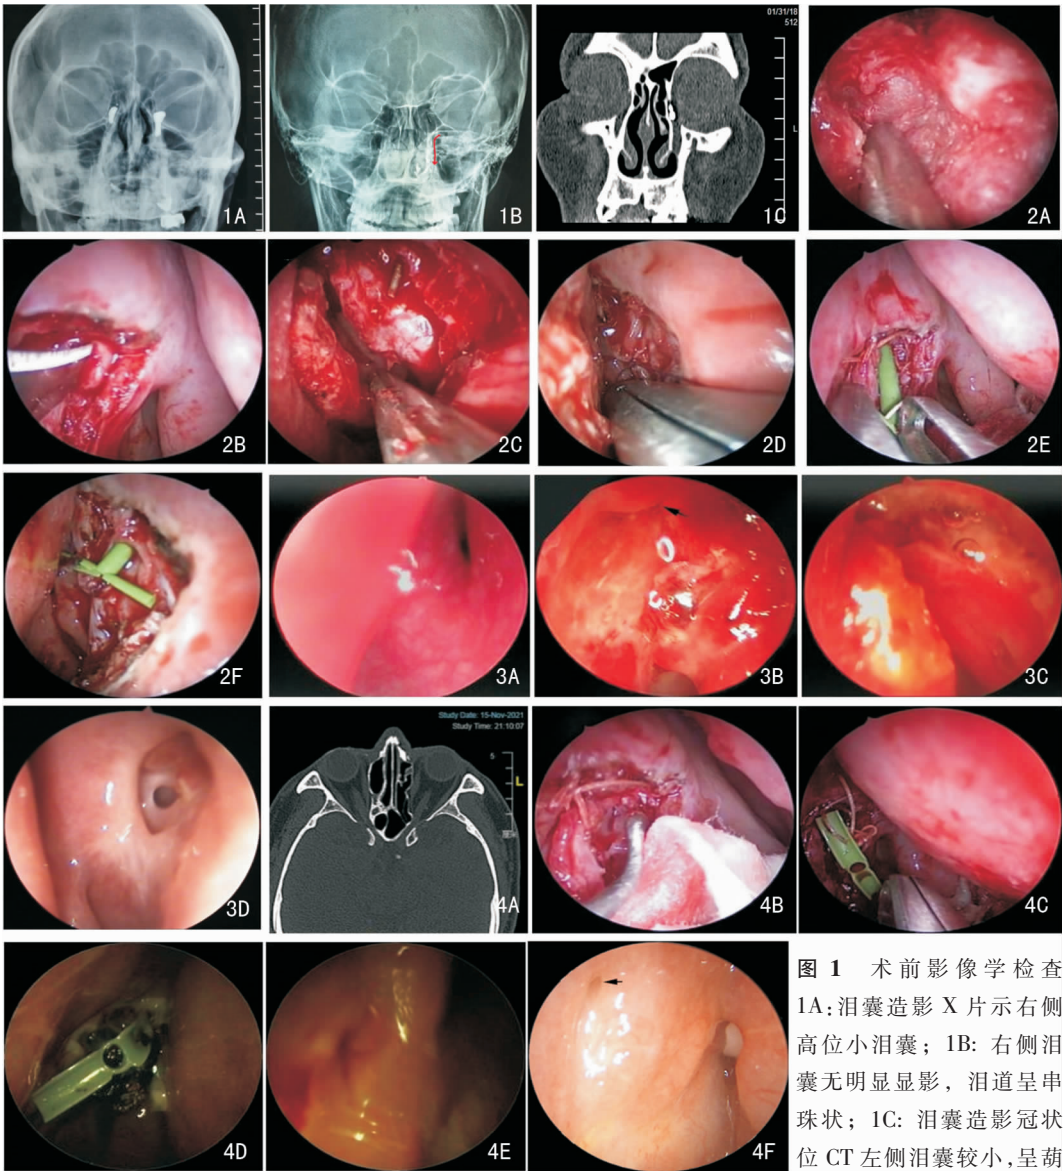 01/31/18
512
L
1A
1B
1C
2A
2B
2C
2D
2E
2F
3A
3B
3C
Study Date: 15-Nov-2021
Study Time: 21:10:07
5
L
3D
4A
4B
4C
4D
4E
4F
图 1 术前影像学检查
1A:泪囊造影 X 片示右侧
高位小泪囊；1B: 右侧泪
囊无明显显影，泪道呈串
珠状；1C: 泪囊造影冠状
位 CT 左侧泪囊较小,呈葫